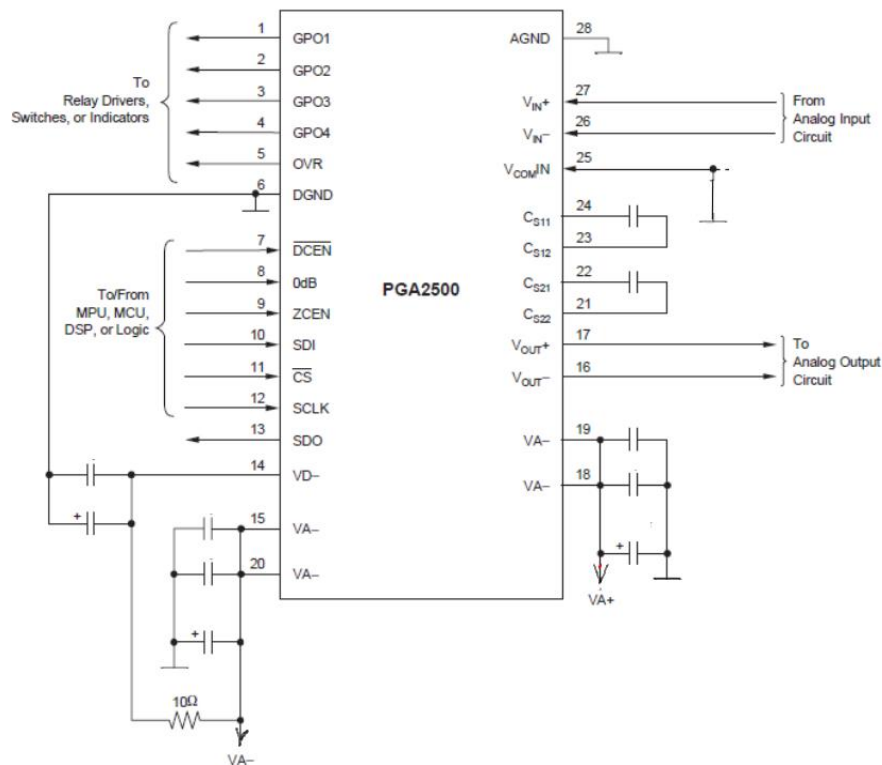 1
GPO1
2
GPO2
3
GPO3
4
GPO4
5
OVR
6
DGND
To
Relay Drivers,
Switches, or Indicators
7
DCEN
8
0dB
9
ZCEN
10
SDI
11
CS
12
SCLK
13
SDO
To/From
MPU, MCU,
DSP, or Logic
14
VD–
15
VA–
20
VA–
+
+
10Ω
VA–
PGA2500
AGND
28
VIN+
27
VIN–
26
From
Analog Input
Circuit
VCOMIN
25
CS11
24
CS12
23
CS21
22
CS22
21
VOUT+
17
VOUT–
16
To
Analog Output
Circuit
VA–
19
VA–
18
+
VA+